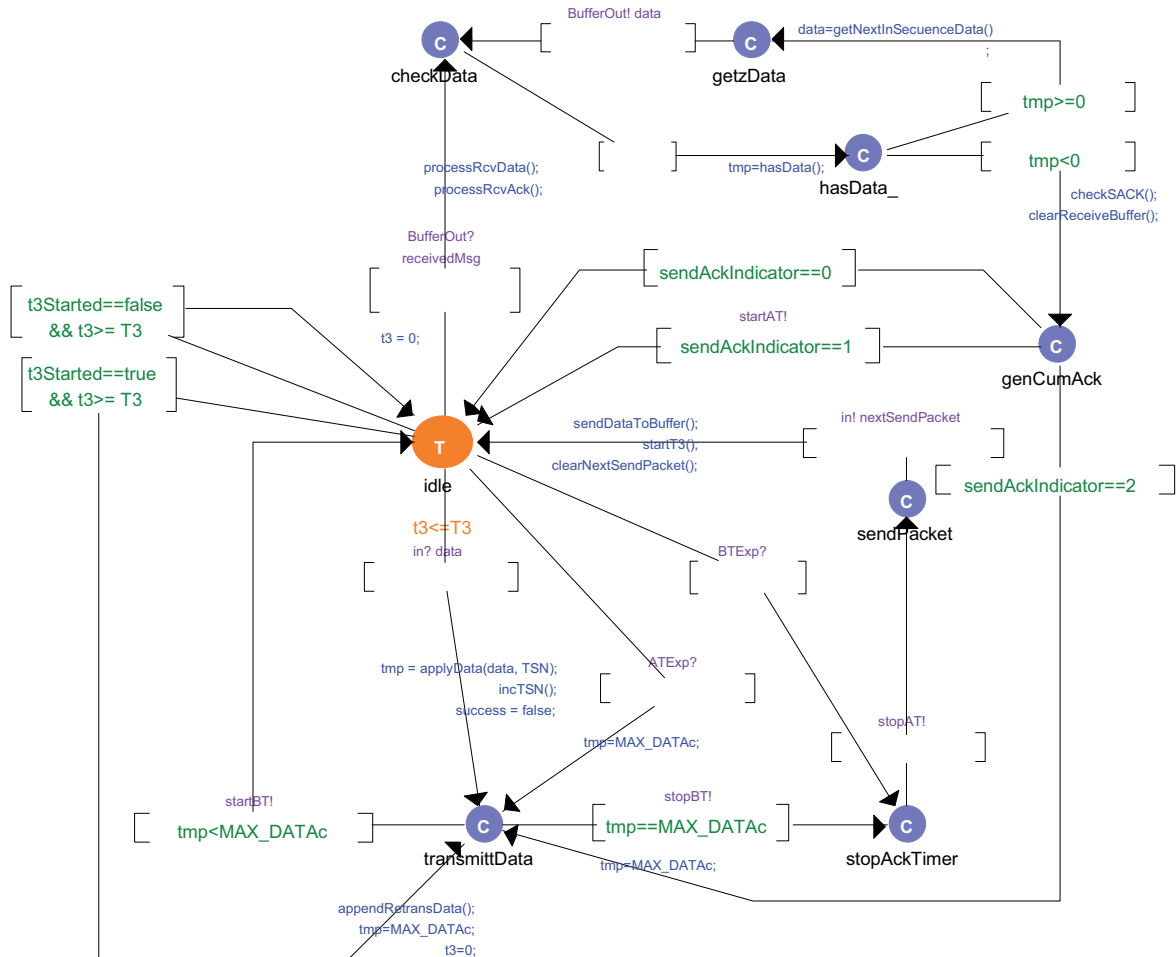 BufferOut! data
C
C
data=getNextInSecuenceData()
;
checkData
getzData
tmp>=0
C
processRcvData();
processRcvAck();
tmp=hasData();
hasData_
tmp<0
checkSACK();
clearReceiveBuffer();
BufferOut?
receivedMsg
sendAckIndicator==0
t3Started==false
&& t3>= T3
t3 = 0;
startAT!
sendAckIndicator==1
C
genCumAck
t3Started==true
&& t3>= T3
in! nextSendPacket
sendDataToBuffer();
startT3();
clearNextSendPacket();
T
idle
sendAckIndicator==2
C
sendPacket
t3<=T3
in? data
BTExp?
tmp = applyData(data, TSN);
incTSN();
success = false;
ATExp?
stopAT!
tmp=MAX_DATAc;
startBT!
tmp<MAX_DATAc
C
transmittData
stopBT!
tmp==MAX_DATAc
C
stopAckTimer
tmp=MAX_DATAc;
appendRetransData();
tmp=MAX_DATAc;
t3=0;